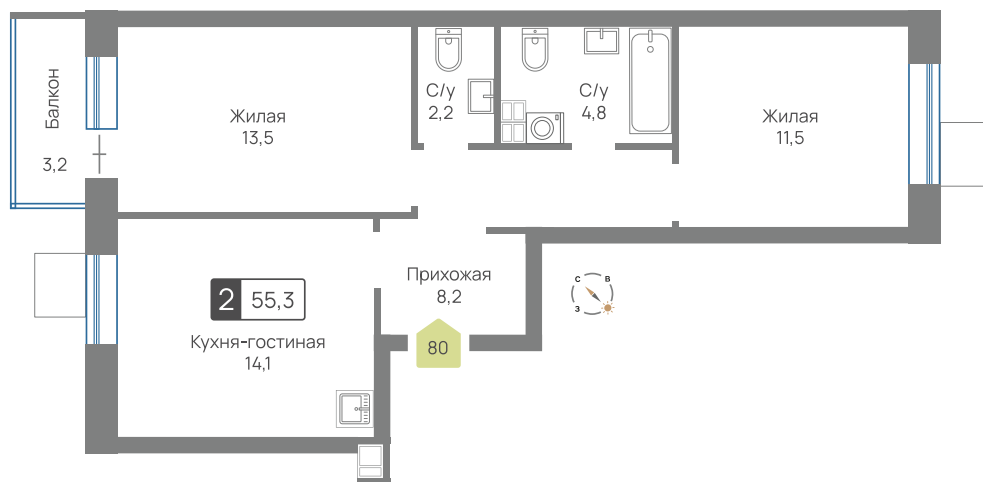 Балкон
3,2
Жилая
13,5
С/у
2,2
С/у
4,8
Жилая
11,5
2 55,3
Кухня-гостиная
14,1
Прихожая
8,2
80
С В
З